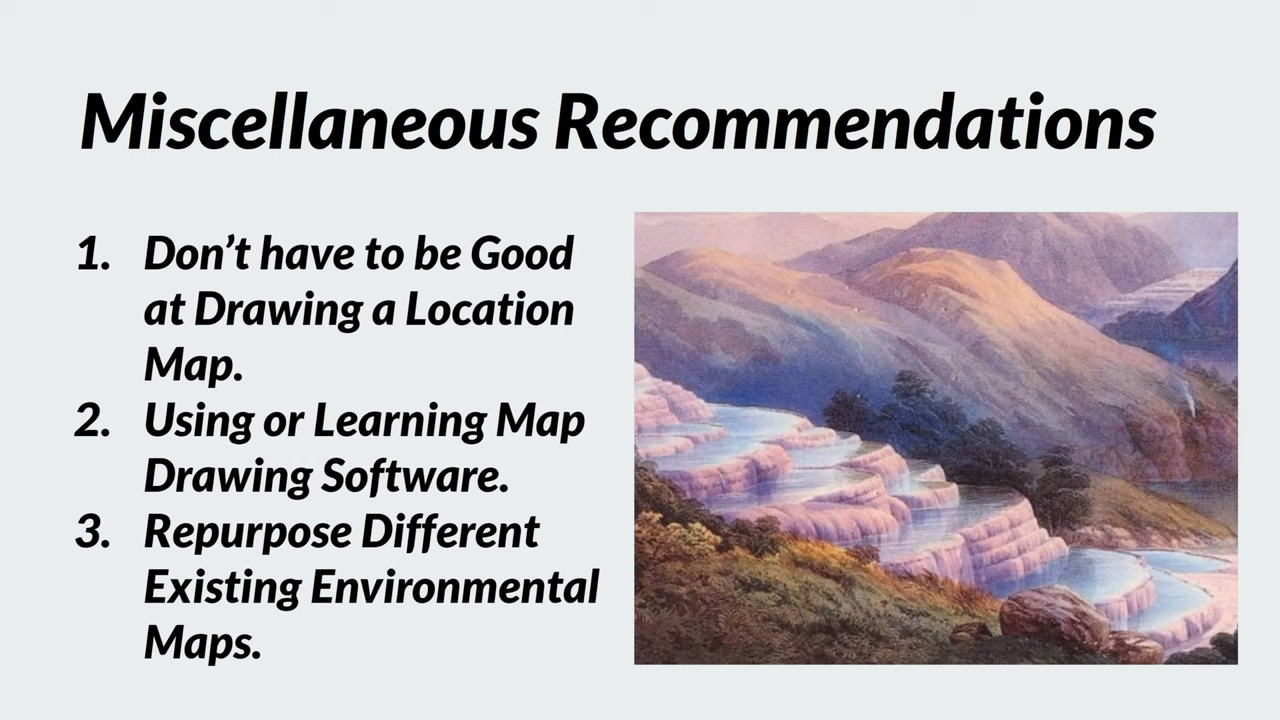 Miscellaneous Recommendations
1. Don’t have to be Good
at Drawing a Location
Map.
2. Using or Learning Map
Drawing Software.
3. Repurpose Different
Existing Environmental
Maps.